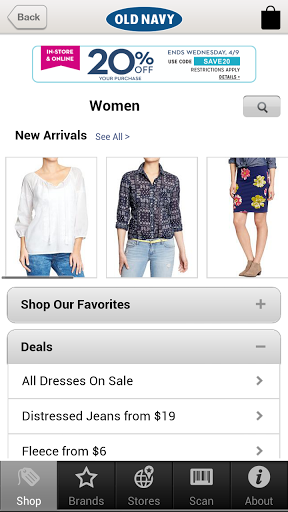 Back
OLD NAVY
IN-STORE & ONLINE
20% OFF
YOUR PURCHASE
ENDS WEDNESDAY, 4/9
USE CODE SAVE20
RESTRICTIONS APPLY
DETAILS
Women
New Arrivals See All >
Shop Our Favorites
Deals
All Dresses On Sale
Distressed Jeans from $19
Fleece from $6
Shop Brands Stores Scan About